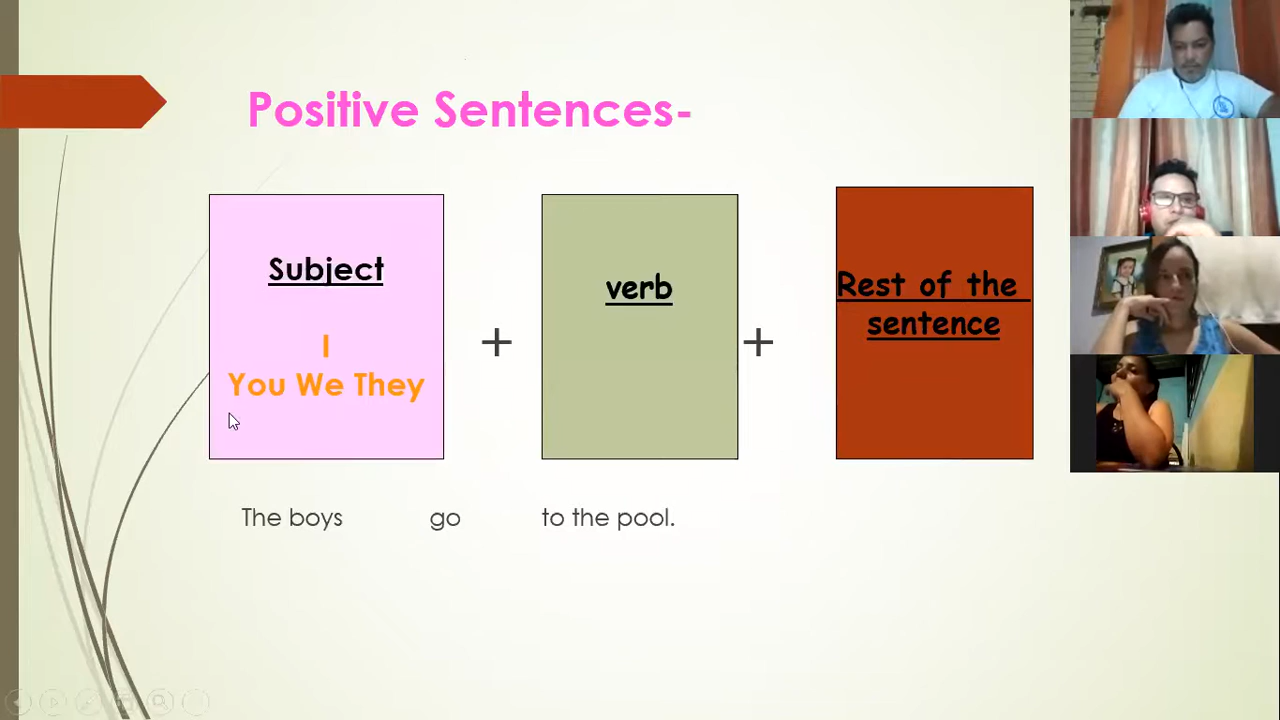 Positive Sentences-
Subject
I
You We They
+
verb
+
Rest of the
sentence
The boys go to the pool.